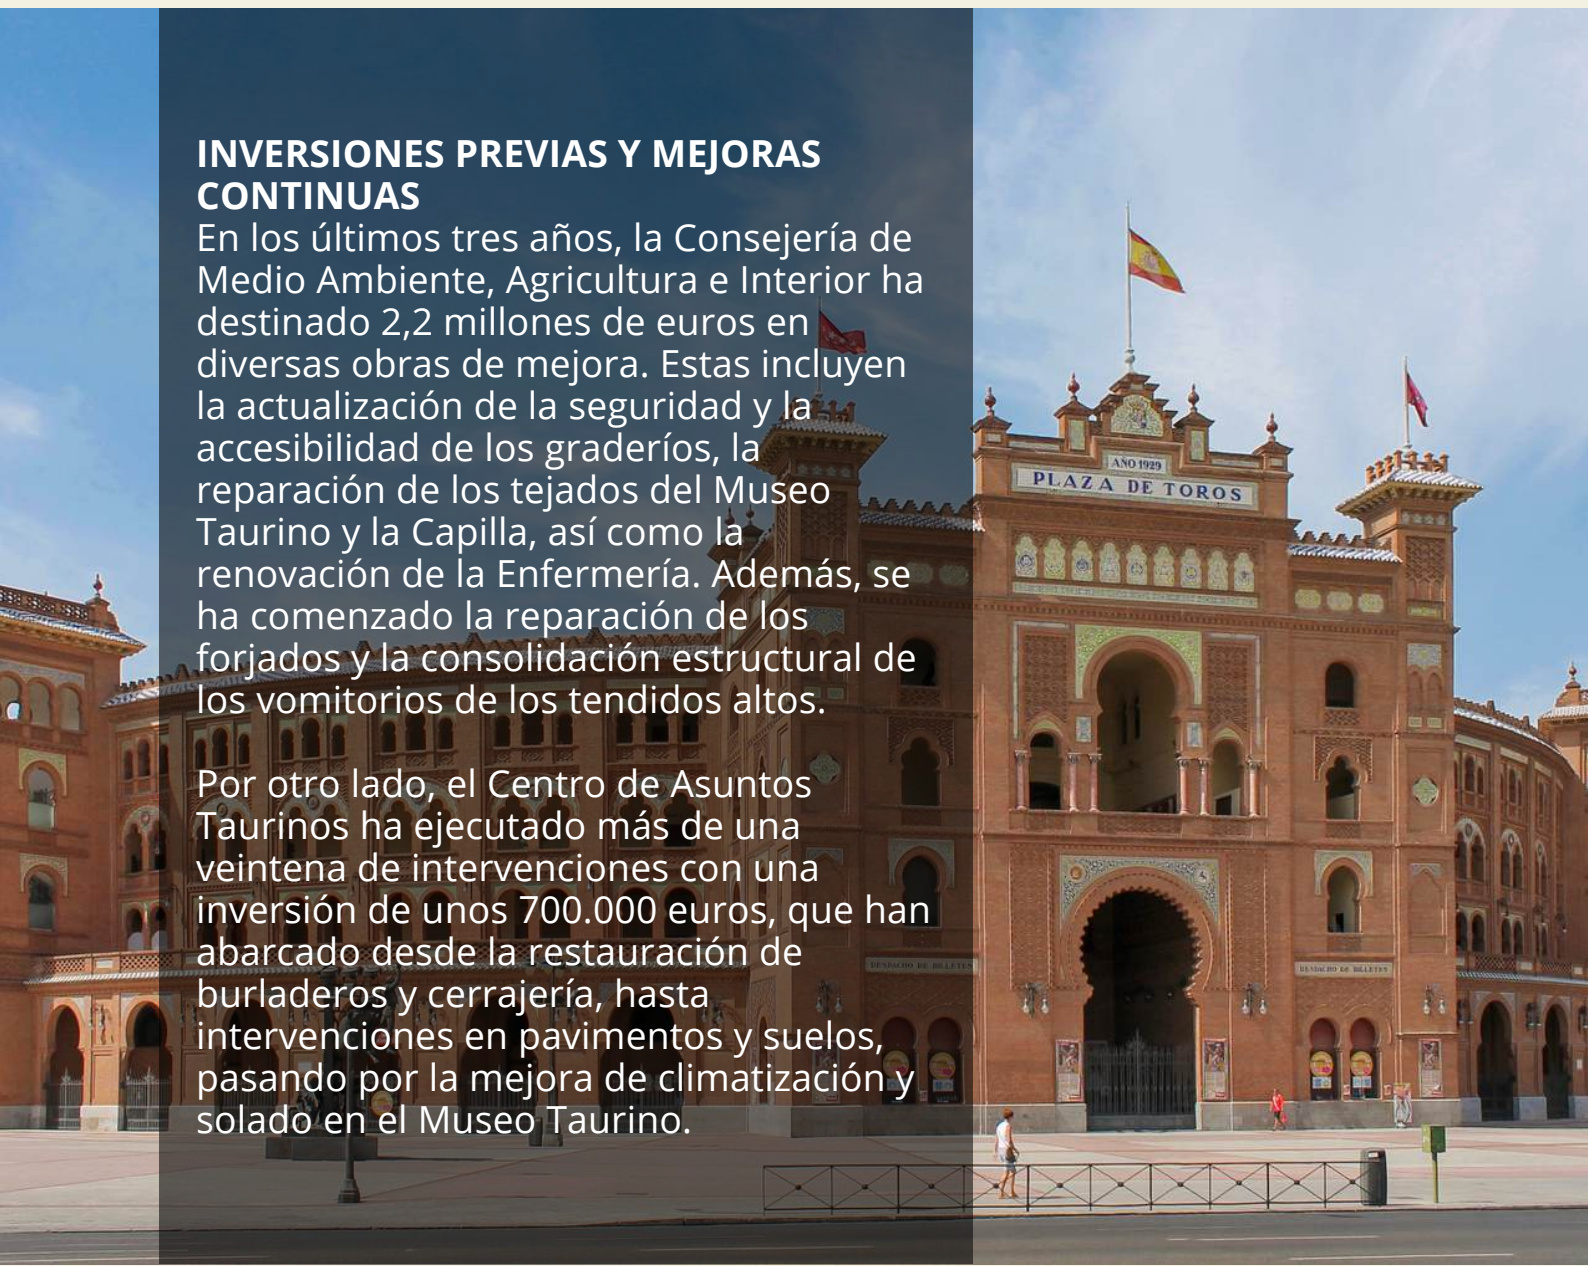 INVERSIONES PREVIAS Y MEJORAS
CONTINUAS
En los últimos tres años, la Consejería de
Medio Ambiente, Agricultura e Interior ha
destinado 2,2 millones de euros en
diversas obras de mejora. Estas incluyen
la actualización de la seguridad y la
accesibilidad de los graderíos, la
reparación de los tejados del Museo
Taurino y la Capilla, así como la
renovación de la Enfermería. Además, se
ha comenzado la reparación de los
forjados y la consolidación estructural de
los vomitorios de los tendidos altos.
Por otro lado, el Centro de Asuntos
Taurinos ha ejecutado más de una
veintena de intervenciones con una
inversión de unos 700.000 euros, que han
abarcado desde la restauración de
burladeros y cerrajería, hasta
intervenciones en pavimentos y suelos,
pasando por la mejora de climatización y
solado en el Museo Taurino.
AÑO 1929
PLAZA DE TOROS
DESPACHO DE BILLETES
DESPACHO DE BILLETES